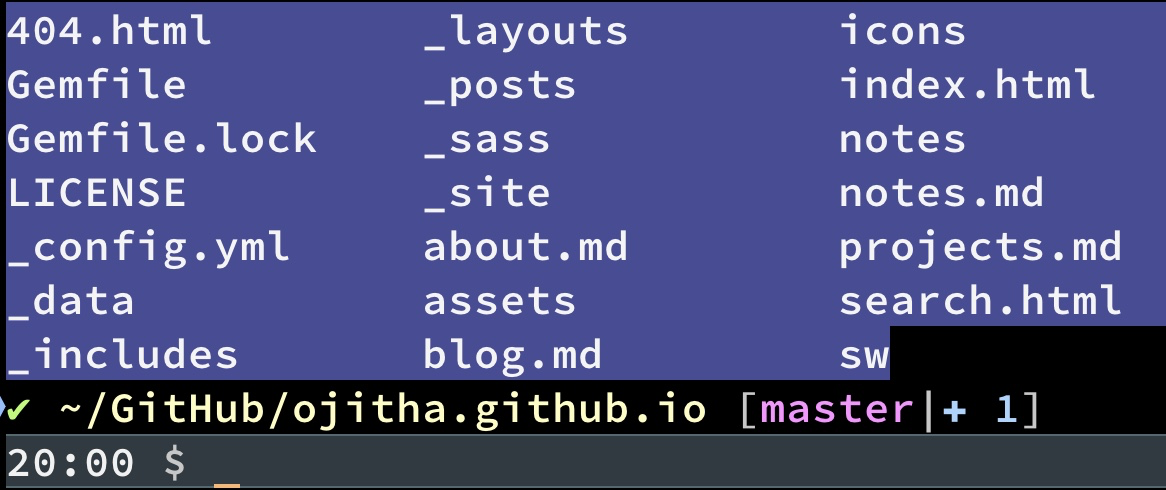 404.html _layouts icons
Gemfile _posts index.html
Gemfile.lock _sass notes
LICENSE _site notes.md
_config.yml about.md projects.md
_data assets search.html
_includes blog.md sw
✔ ~/GitHub/ojitha.github.io [master|✚ 1]
20:00 $ _